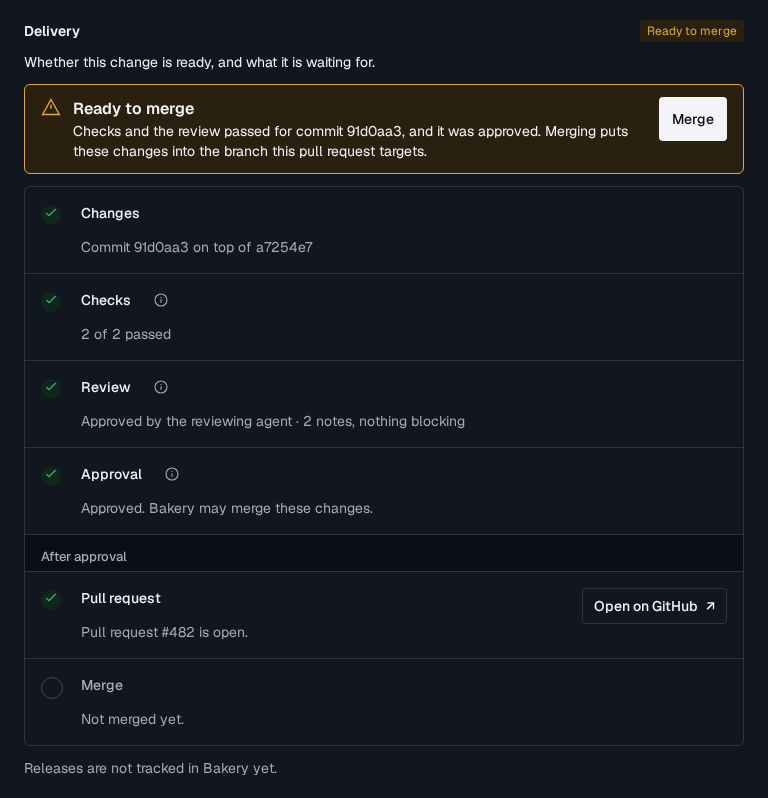 Delivery
Ready to merge
Whether this change is ready, and what it is waiting for.
Ready to merge
Checks and the review passed for commit 91d0aa3, and it was approved. Merging puts
these changes into the branch this pull request targets.
Merge
Changes
Commit 91d0aa3 on top of a7254e7
Checks
2 of 2 passed
Review
Approved by the reviewing agent · 2 notes, nothing blocking
Approval
Approved. Bakery may merge these changes.
After approval
Pull request
Open on GitHub
Pull request #482 is open.
Merge
Not merged yet.
Releases are not tracked in Bakery yet.